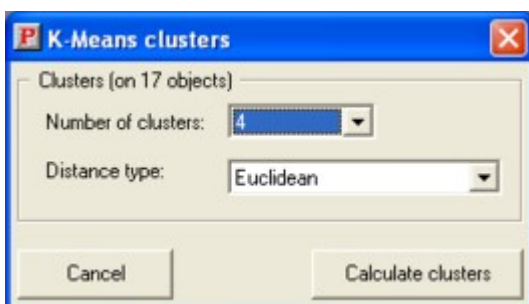 P K-Means clusters
Clusters (on 17 objects)
Number of clusters: 4
Distance type: Euclidean
Cancel Calculate clusters